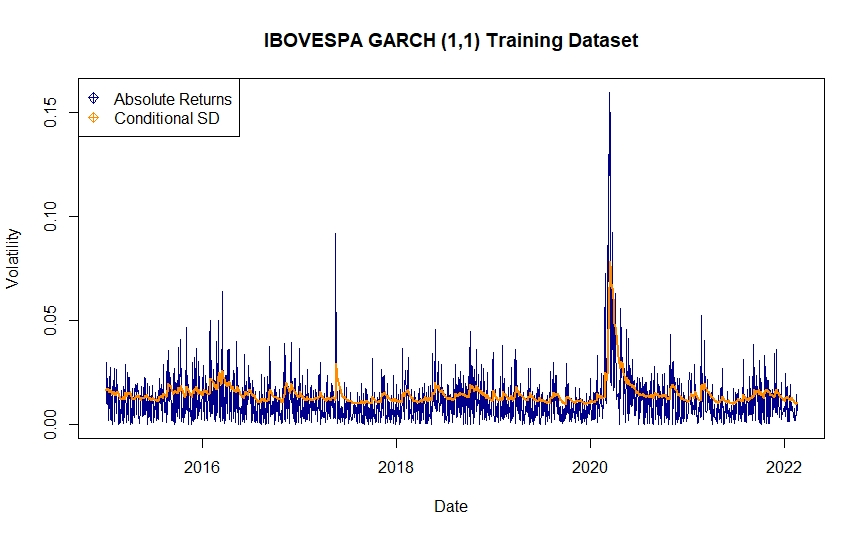 IBOVESPA GARCH (1,1) Training Dataset
Absolute Returns
Conditional SD
0.15
0.10
0.05
0.00
Volatility
2016 2018 2020 2022
Date